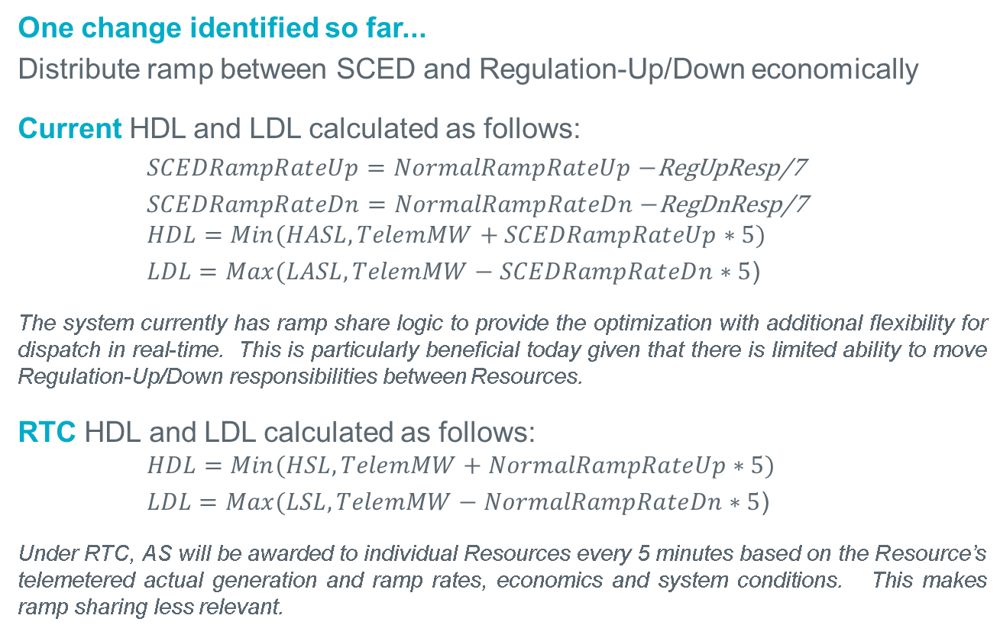 One change identified so far...
Distribute ramp between SCED and Regulation-Up/Down economically
Current HDL and LDL calculated as follows:
SCEDRampRateUp = NormalRampRateUp − RegUpResp/7
SCEDRampRateDn = NormalRampRateDn − RegDnResp/7
HDL = Min(HASL, TelemMW + SCEDRampRateUp ∗ 5)
LDL = Max(LASL, TelemMW − SCEDRampRateDn ∗ 5)
The system currently has ramp share logic to provide the optimization with additional flexibility for
dispatch in real-time. This is particularly beneficial today given that there is limited ability to move
Regulation-Up/Down responsibilities between Resources.
RTC HDL and LDL calculated as follows:
HDL = Min(HSL, TelemMW + NormalRampRateUp ∗ 5)
LDL = Max(LSL, TelemMW − NormalRampRateDn ∗ 5)
Under RTC, AS will be awarded to individual Resources every 5 minutes based on the Resource’s
telemetered actual generation and ramp rates, economics and system conditions. This makes
ramp sharing less relevant.